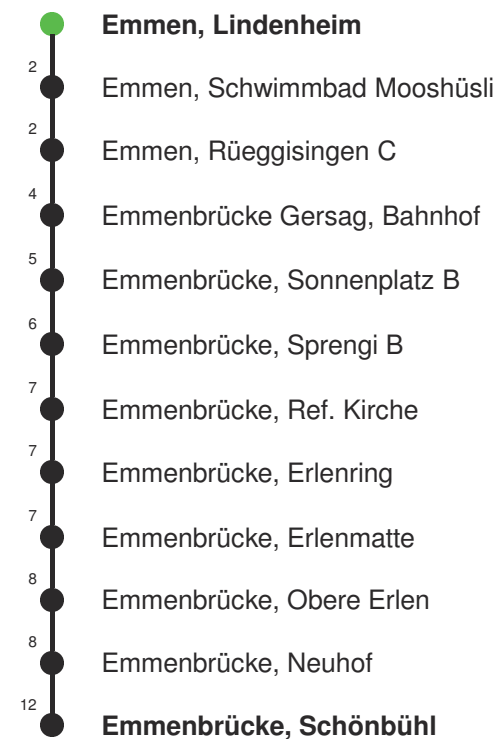 Emmen, Lindenheim
2
Emmen, Schwimmbad Mooshüsli
2
Emmen, Rüeggisingen C
4
Emmenbrücke Gersag, Bahnhof
5
Emmenbrücke, Sonnenplatz B
6
Emmenbrücke, Sprengi B
7
Emmenbrücke, Ref. Kirche
7
Emmenbrücke, Erlenring
7
Emmenbrücke, Erlenmatte
8
Emmenbrücke, Obere Erlen
8
Emmenbrücke, Neuhof
12
Emmenbrücke, Schönbühl